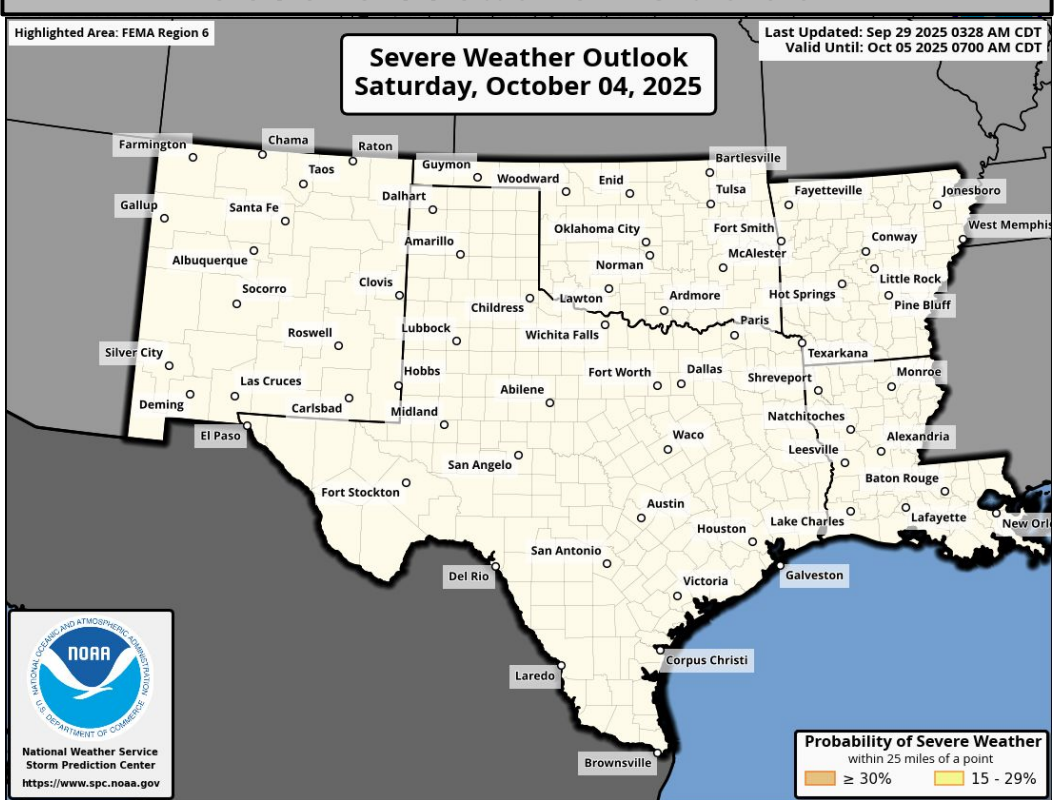 Highlighted Area: FEMA Region 6
Severe Weather Outlook
Saturday, October 04, 2025
Last Updated: Sep 29 2025 0328 AM CDT
Valid Until: Oct 05 2025 0700 AM CDT
Farmington
Chama
Raton
Taos
Guymon
Woodward
Enid
Bartlesville
Tulsa
Fayetteville
Jonesboro
Gallup
Santa Fe
Dalhart
Oklahoma City
Fort Smith
West Memphis
Albuquerque
Amarillo
Norman
McAlester
Conway
Socorro
Clovis
Childress
Lawton
Ardmore
Hot Springs
Little Rock
Pine Bluff
Roswell
Lubbock
Wichita Falls
Paris
Texarkana
Silver City
Las Cruces
Hobbs
Fort Worth
Dallas
Shreveport
Monroe
Deming
Carlsbad
Midland
Abilene
Natchitoches
El Paso
San Angelo
Waco
Leesville
Alexandria
Fort Stockton
Baton Rouge
Austin
Houston
Lake Charles
Lafayette
New Orl
San Antonio
Del Rio
Victoria
Galveston
Laredo
Corpus Christi
Brownsville
NATIONAL OCEANIC AND ATMOSPHERIC ADMINISTRATION
NOAA
U.S. DEPARTMENT OF COMMERCE
National Weather Service
Storm Prediction Center
https://www.spc.noaa.gov
Probability of Severe Weather
within 25 miles of a point
≥ 30%
15 - 29%